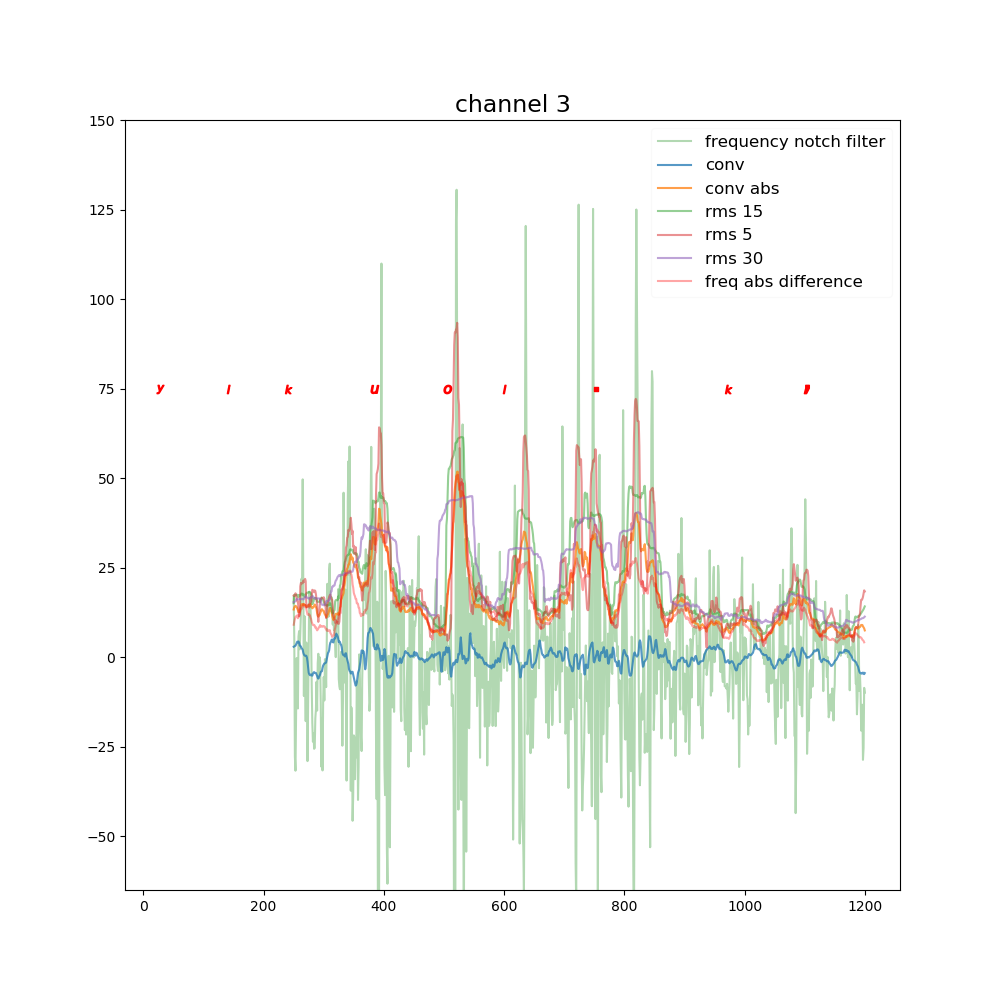 channel 3
150
125
100
75
50
25
0
−25
−50
frequency notch filter
conv
conv abs
rms 15
rms 5
rms 30
freq abs difference
y l k u o l . k
0 200 400 600 800 1000 1200